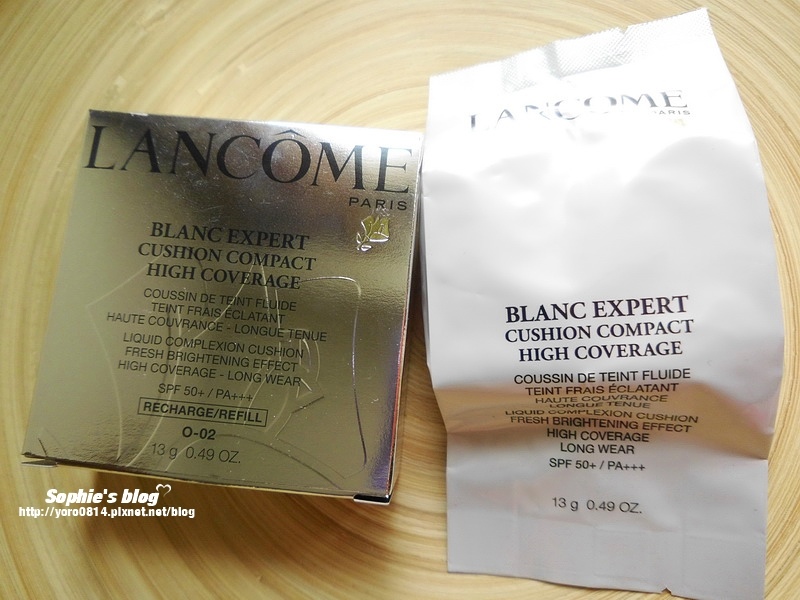 LANCÔME
PARIS
BLANC EXPERT
CUSHION COMPACT
HIGH COVERAGE
COUSSIN DE TEINT FLUIDE
TEINT FRAIS ÉCLATANT
HAUTE COUVRANCE - LONGUE TENUE
LIQUID COMPLEXION CUSHION
FRESH BRIGHTENING EFFECT
HIGH COVERAGE - LONG WEAR
SPF 50+ / PA+++
RECHARGE/REFILL
O-02
13 g 0.49 OZ.
LANCOME
PARIS
BLANC EXPERT
CUSHION COMPACT
HIGH COVERAGE
COUSSIN DE TEINT FLUIDE
TEINT FRAIS ÉCLATANT
HAUTE COUVRANCE
LONGUE TENUE
LIQUID COMPLEXION CUSHION
FRESH BRIGHTENING EFFECT
HIGH COVERAGE
LONG WEAR
SPF 50+ / PA+++
13 g 0.49 OZ.
Sophie's blog♡
http://yoro0814.pixnet.net/blog